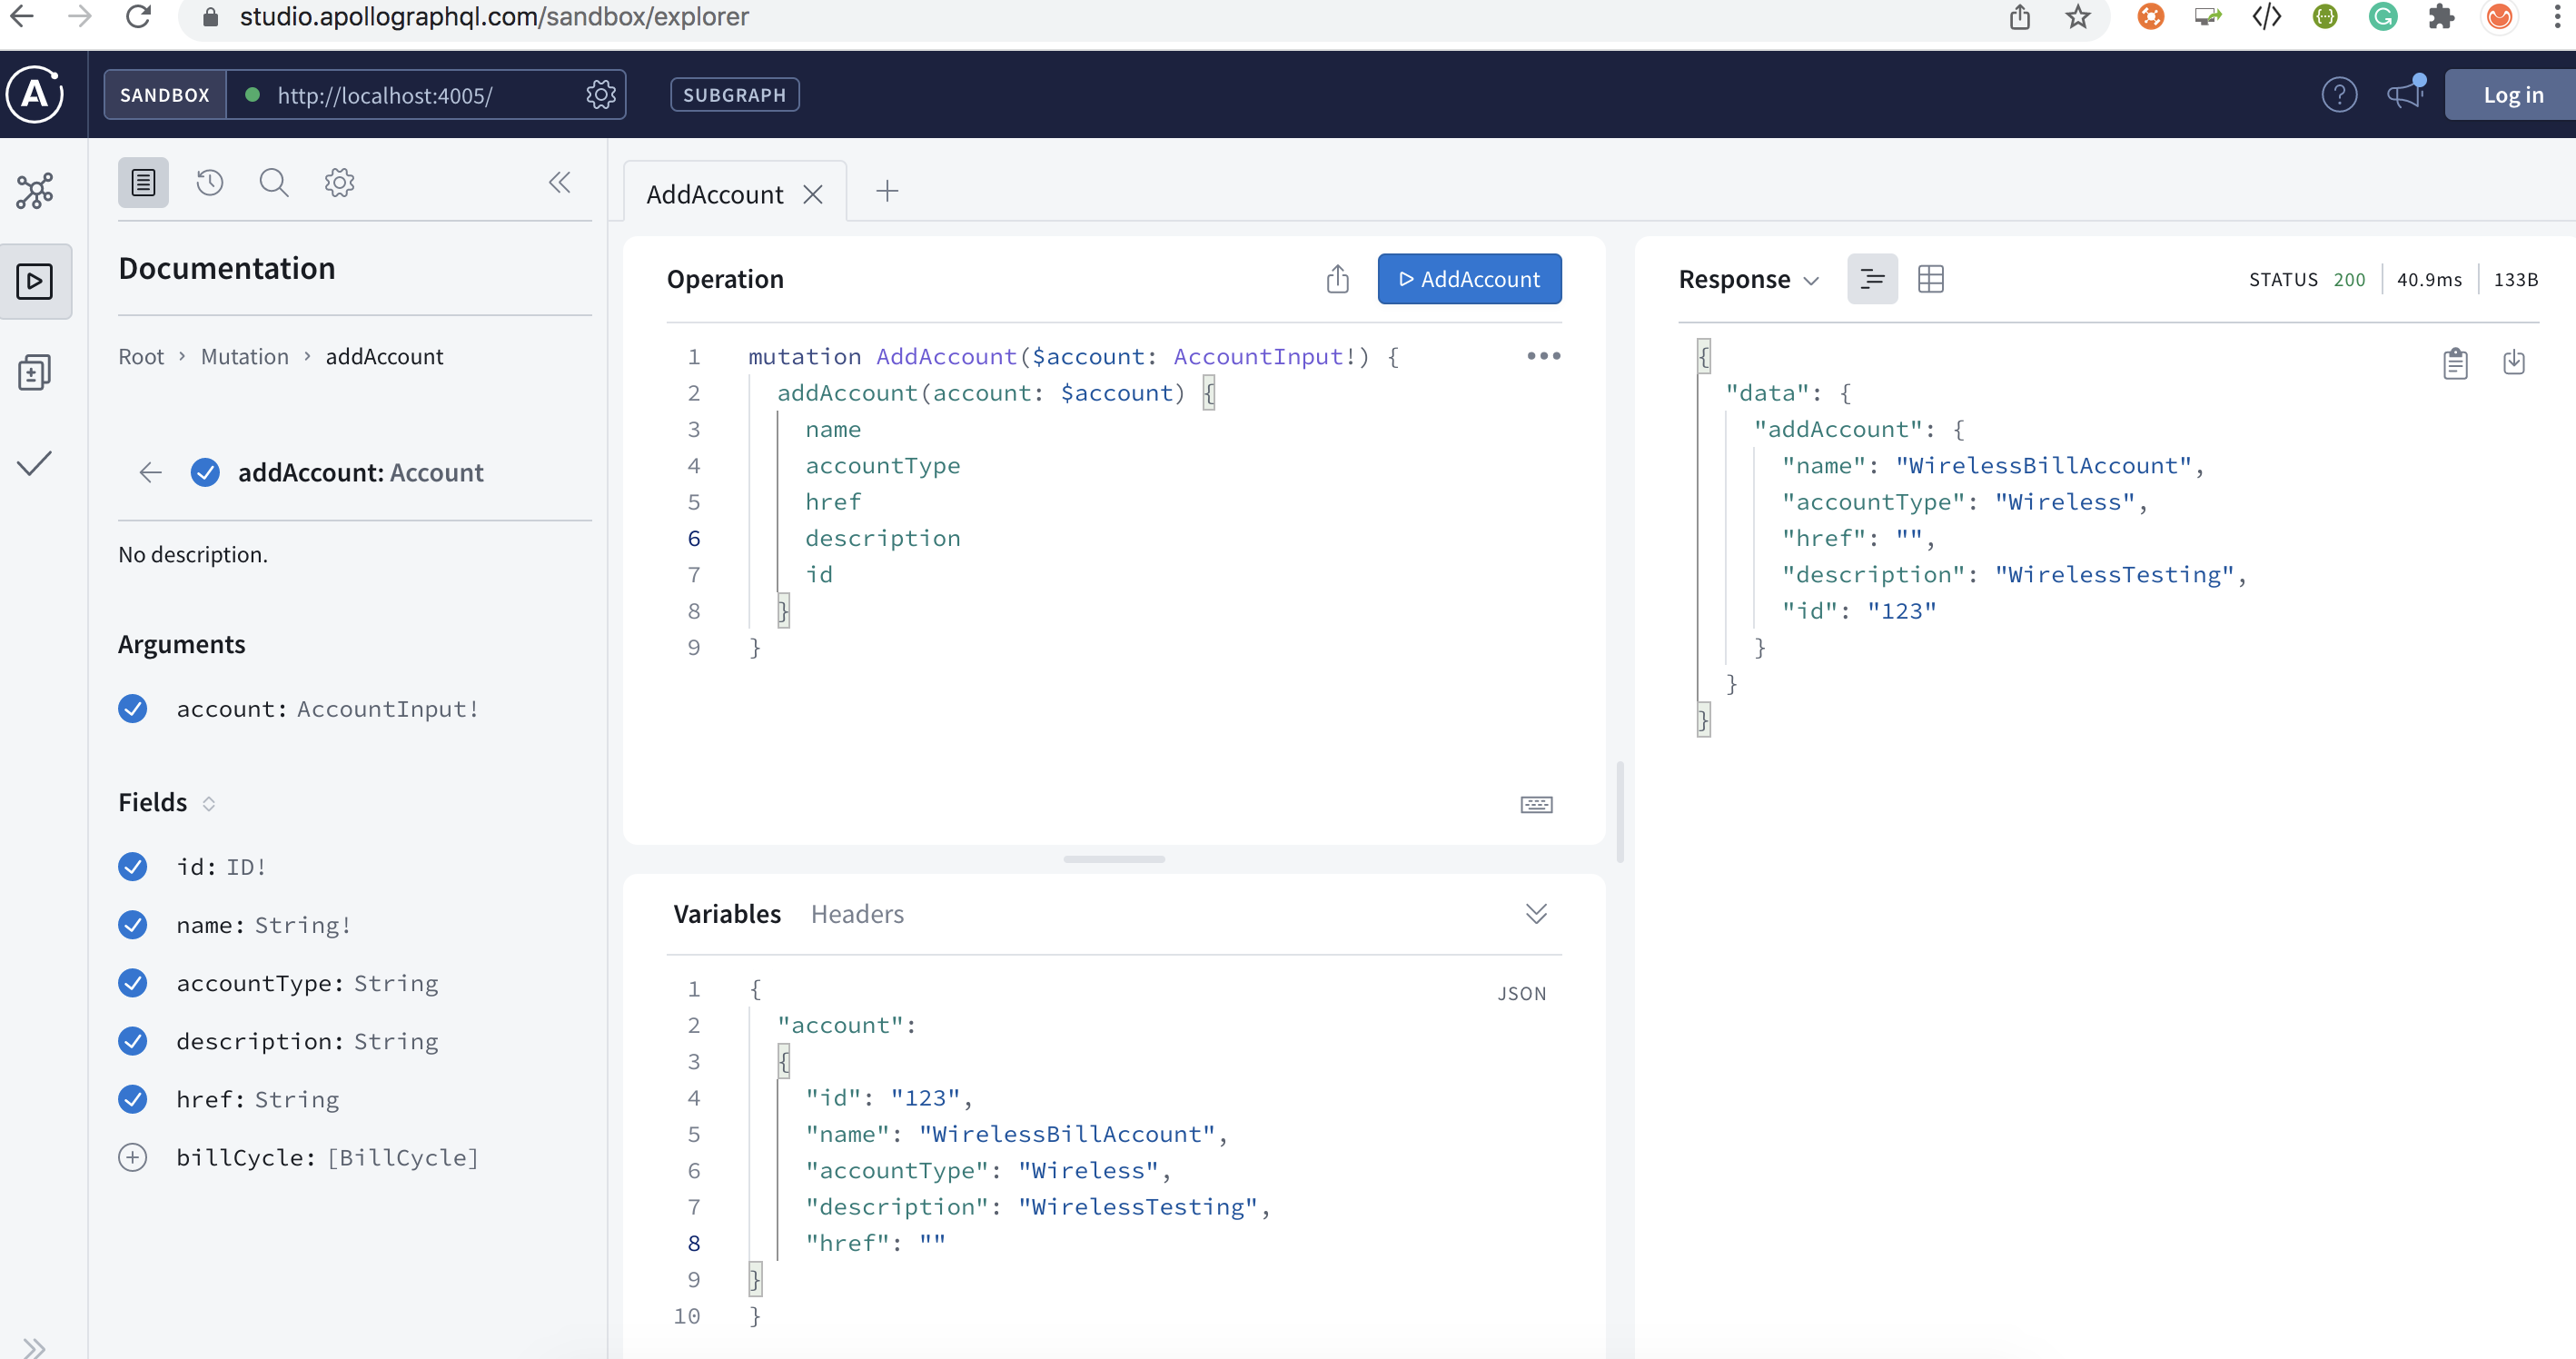 studio.apollographql.com/sandbox/explorer
A
SANDBOX
http://localhost:4005/
SUBGRAPH
Log in
AddAccount
Documentation
Root › Mutation › addAccount
addAccount: Account
No description.
Arguments
account: AccountInput!
Fields
id: ID!
name: String!
accountType: String
description: String
href: String
billCycle: [BillCycle]
Operation
AddAccount
1 mutation AddAccount($account: AccountInput!) {
2 addAccount(account: $account) {
3 name
4 accountType
5 href
6 description
7 id
8 }
9 }
Variables Headers
JSON
1 {
2 "account":
3 {
4 "id": "123",
5 "name": "WirelessBillAccount",
6 "accountType": "Wireless",
7 "description": "WirelessTesting",
8 "href": ""
9 }
10 }
Response
STATUS 200 40.9ms 133B
{
"data": {
"addAccount": {
"name": "WirelessBillAccount",
"accountType": "Wireless",
"href": "",
"description": "WirelessTesting",
"id": "123"
}
}
}